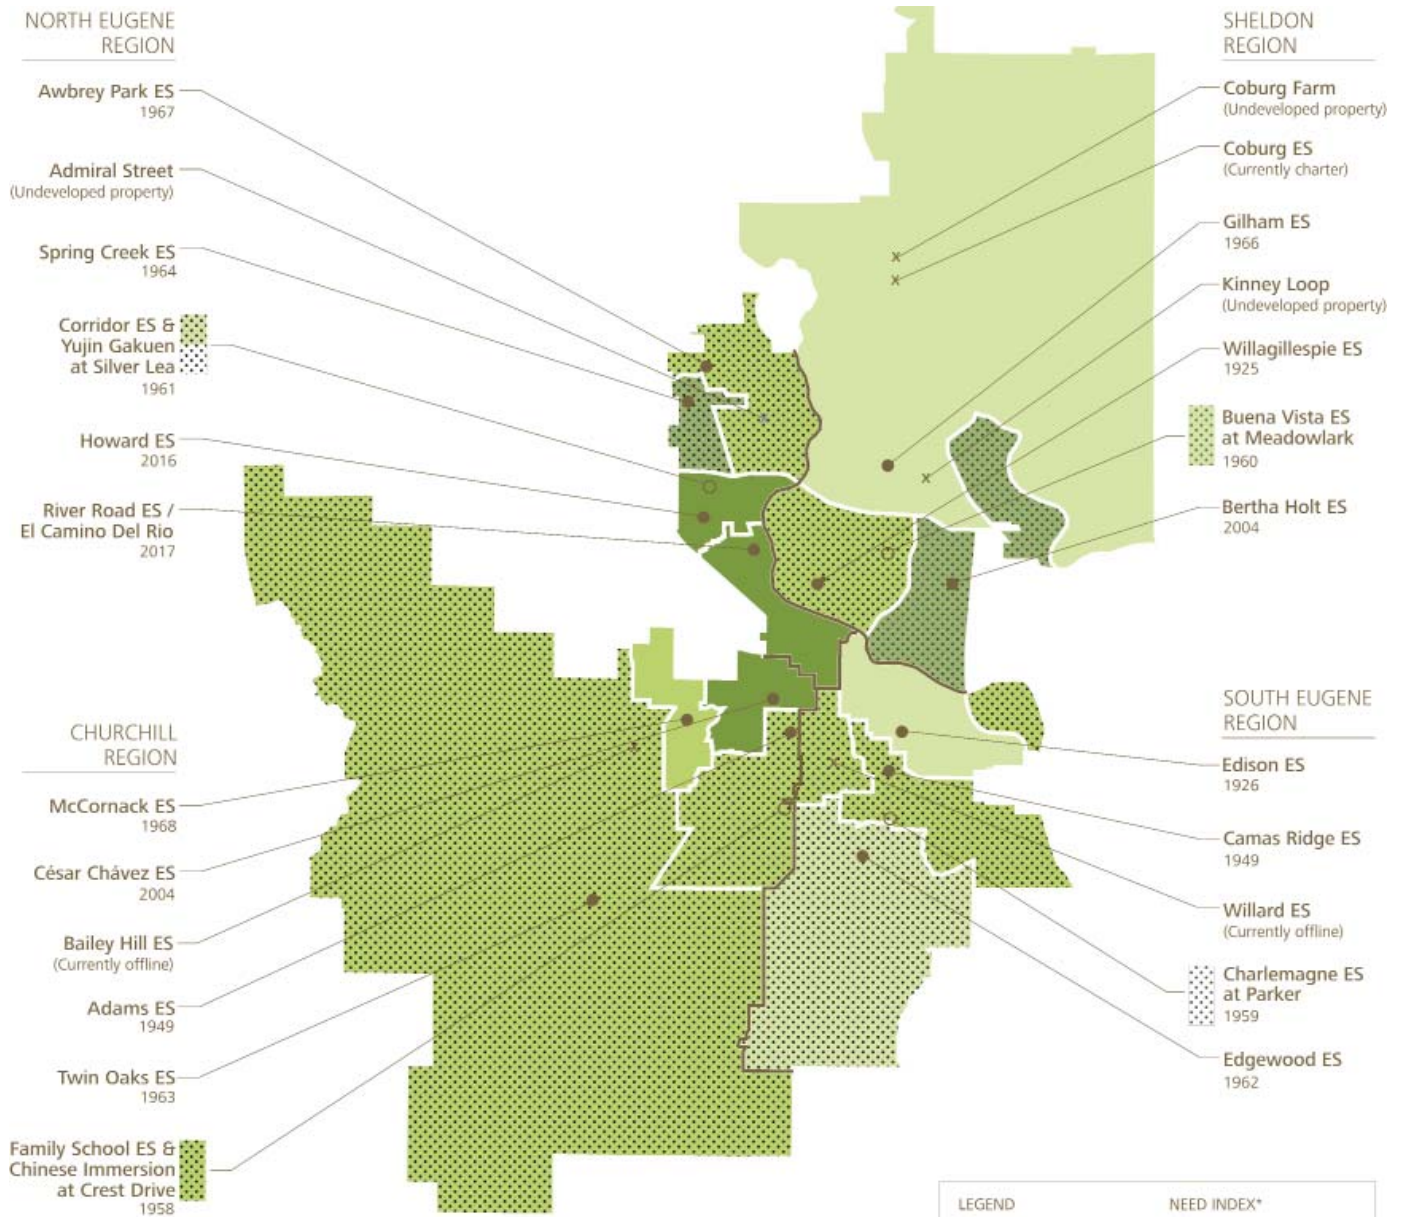 NORTH EUGENE
REGION
Awbrey Park ES
1967
Admiral Street
(Undeveloped property)
Spring Creek ES
1964
Corridor ES &
Yujin Gakuen
at Silver Lea
1961
Howard ES
2016
River Road ES /
El Camino Del Rio
2017
CHURCHILL
REGION
McCornack ES
1968
César Chávez ES
2004
Bailey Hill ES
(Currently offline)
Adams ES
1949
Twin Oaks ES
1963
Family School ES &
Chinese Immersion
at Crest Drive
1958
SHELDON
REGION
Coburg Farm
(Undeveloped property)
Coburg ES
(Currently charter)
Gilham ES
1966
Kinney Loop
(Undeveloped property)
Willagillespie ES
1925
Buena Vista ES
at Meadowlark
1960
Bertha Holt ES
2004
SOUTH EUGENE
REGION
Edison ES
1926
Camas Ridge ES
1949
Willard ES
(Currently offline)
Charlemagne ES
at Parker
1959
Edgewood ES
1962
LEGEND
NEED INDEX*